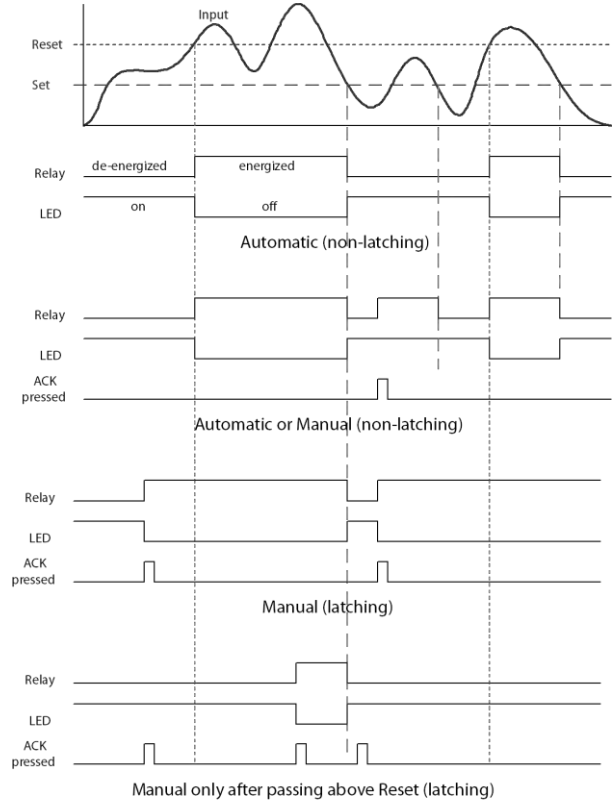 Input
Reset
Set
Relay
de-energized
energized
LED
on
off
Automatic (non-latching)
Relay
LED
ACK
pressed
Automatic or Manual (non-latching)
Relay
LED
ACK
pressed
Manual (latching)
Relay
LED
ACK
pressed
Manual only after passing above Reset (latching)